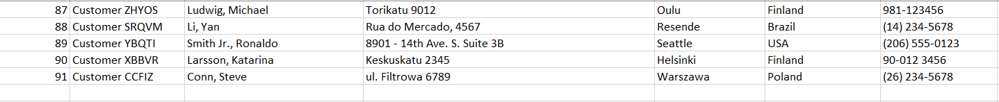 87 Customer ZHYOS Ludwig, Michael Torikatu 9012 Oulu Finland 981-123456
88 Customer SRQVM Li, Yan Rua do Mercado, 4567 Resende Brazil (14) 234-5678
89 Customer YBQTI Smith Jr., Ronaldo 8901 - 14th Ave. S. Suite 3B Seattle USA (206) 555-0123
90 Customer XBBVR Larsson, Katarina Keskuskatu 2345 Helsinki Finland 90-012 3456
91 Customer CCFIZ Conn, Steve ul. Filtrowa 6789 Warszawa Poland (26) 234-5678